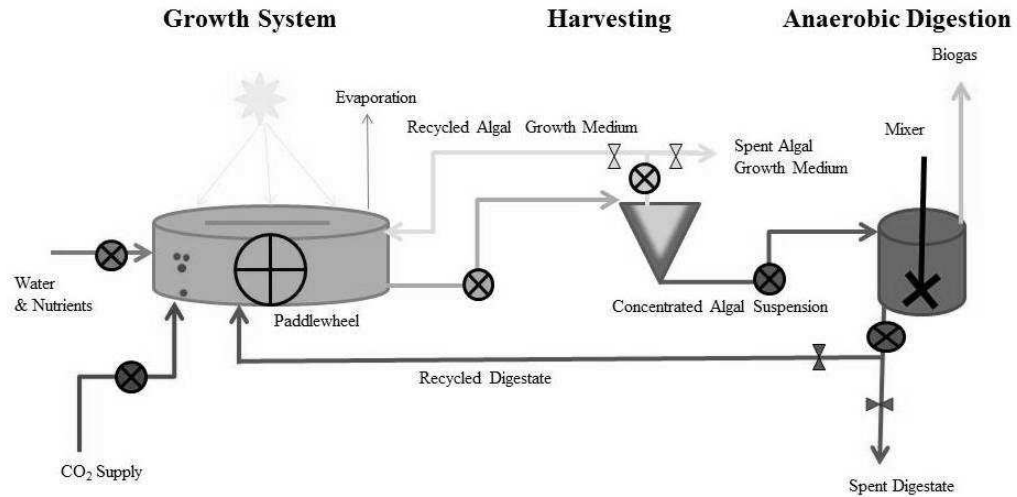 Growth System
Harvesting
Anaerobic Digestion
Biogas
Evaporation
Recycled Algal Growth Medium
Mixer
Spent Algal
Growth Medium
Water
& Nutrients
Paddlewheel
Concentrated Algal Suspension
Recycled Digestate
CO₂ Supply
Spent Digestate